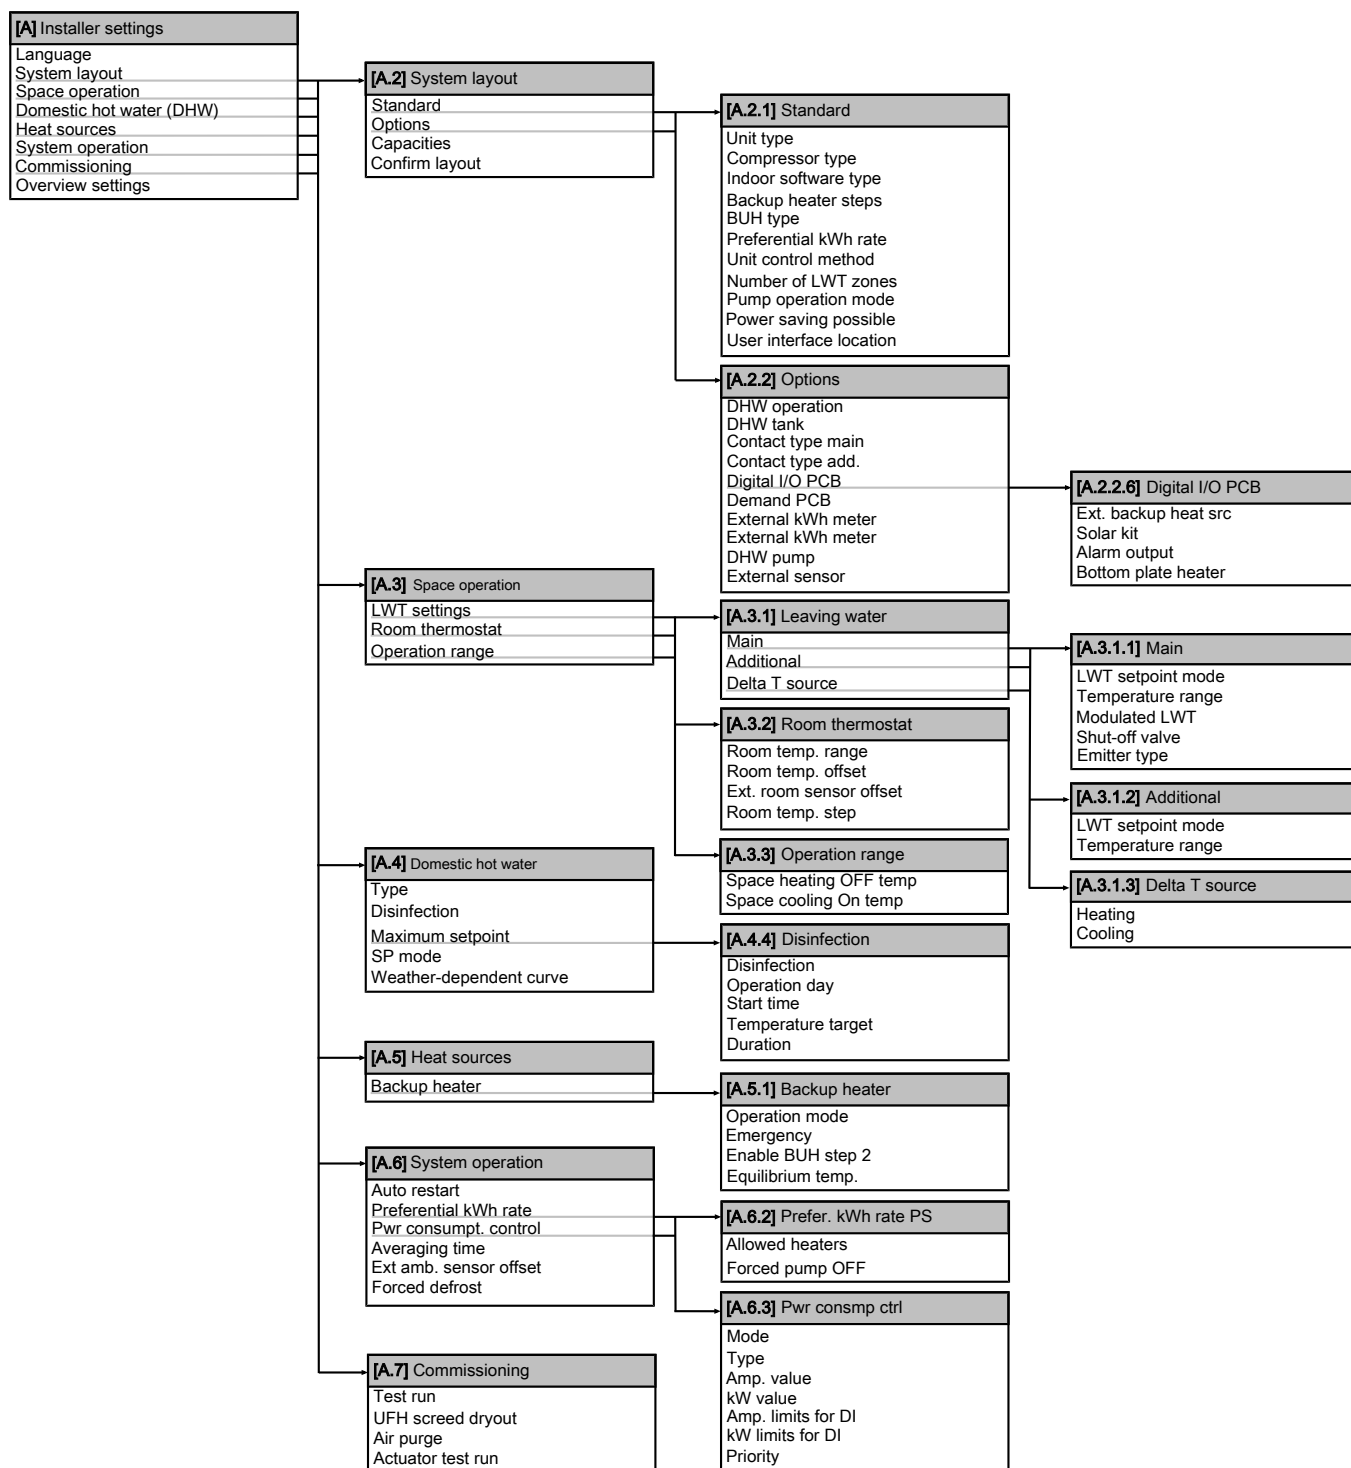 [A] Installer settings
Language
System layout
Space operation
Domestic hot water (DHW)
Heat sources
System operation
Commissioning
Overview settings
[A.2] System layout
Standard
Options
Capacities
Confirm layout
[A.2.1] Standard
Unit type
Compressor type
Indoor software type
Backup heater steps
BUH type
Preferential kWh rate
Unit control method
Number of LWT zones
Pump operation mode
Power saving possible
User interface location
[A.2.2] Options
DHW operation
DHW tank
Contact type main
Contact type add.
Digital I/O PCB
Demand PCB
External kWh meter
External kWh meter
DHW pump
External sensor
[A.2.2.6] Digital I/O PCB
Ext. backup heat src
Solar kit
Alarm output
Bottom plate heater
[A.3] Space operation
LWT settings
Room thermostat
Operation range
[A.3.1] Leaving water
Main
Additional
Delta T source
[A.3.1.1] Main
LWT setpoint mode
Temperature range
Modulated LWT
Shut-off valve
Emitter type
[A.3.1.2] Additional
LWT setpoint mode
Temperature range
[A.3.1.3] Delta T source
Heating
Cooling
[A.3.2] Room thermostat
Room temp. range
Room temp. offset
Ext. room sensor offset
Room temp. step
[A.3.3] Operation range
Space heating OFF temp
Space cooling On temp
[A.4] Domestic hot water
Type
Disinfection
Maximum setpoint
SP mode
Weather-dependent curve
[A.4.4] Disinfection
Disinfection
Operation day
Start time
Temperature target
Duration
[A.5] Heat sources
Backup heater
[A.5.1] Backup heater
Operation mode
Emergency
Enable BUH step 2
Equilibrium temp.
[A.6] System operation
Auto restart
Preferential kWh rate
Pwr consumpt. control
Averaging time
Ext amb. sensor offset
Forced defrost
[A.6.2] Prefer. kWh rate PS
Allowed heaters
Forced pump OFF
[A.6.3] Pwr consmp ctrl
Mode
Type
Amp. value
kW value
Amp. limits for DI
kW limits for DI
Priority
[A.7] Commissioning
Test run
UFH screed dryout
Air purge
Actuator test run